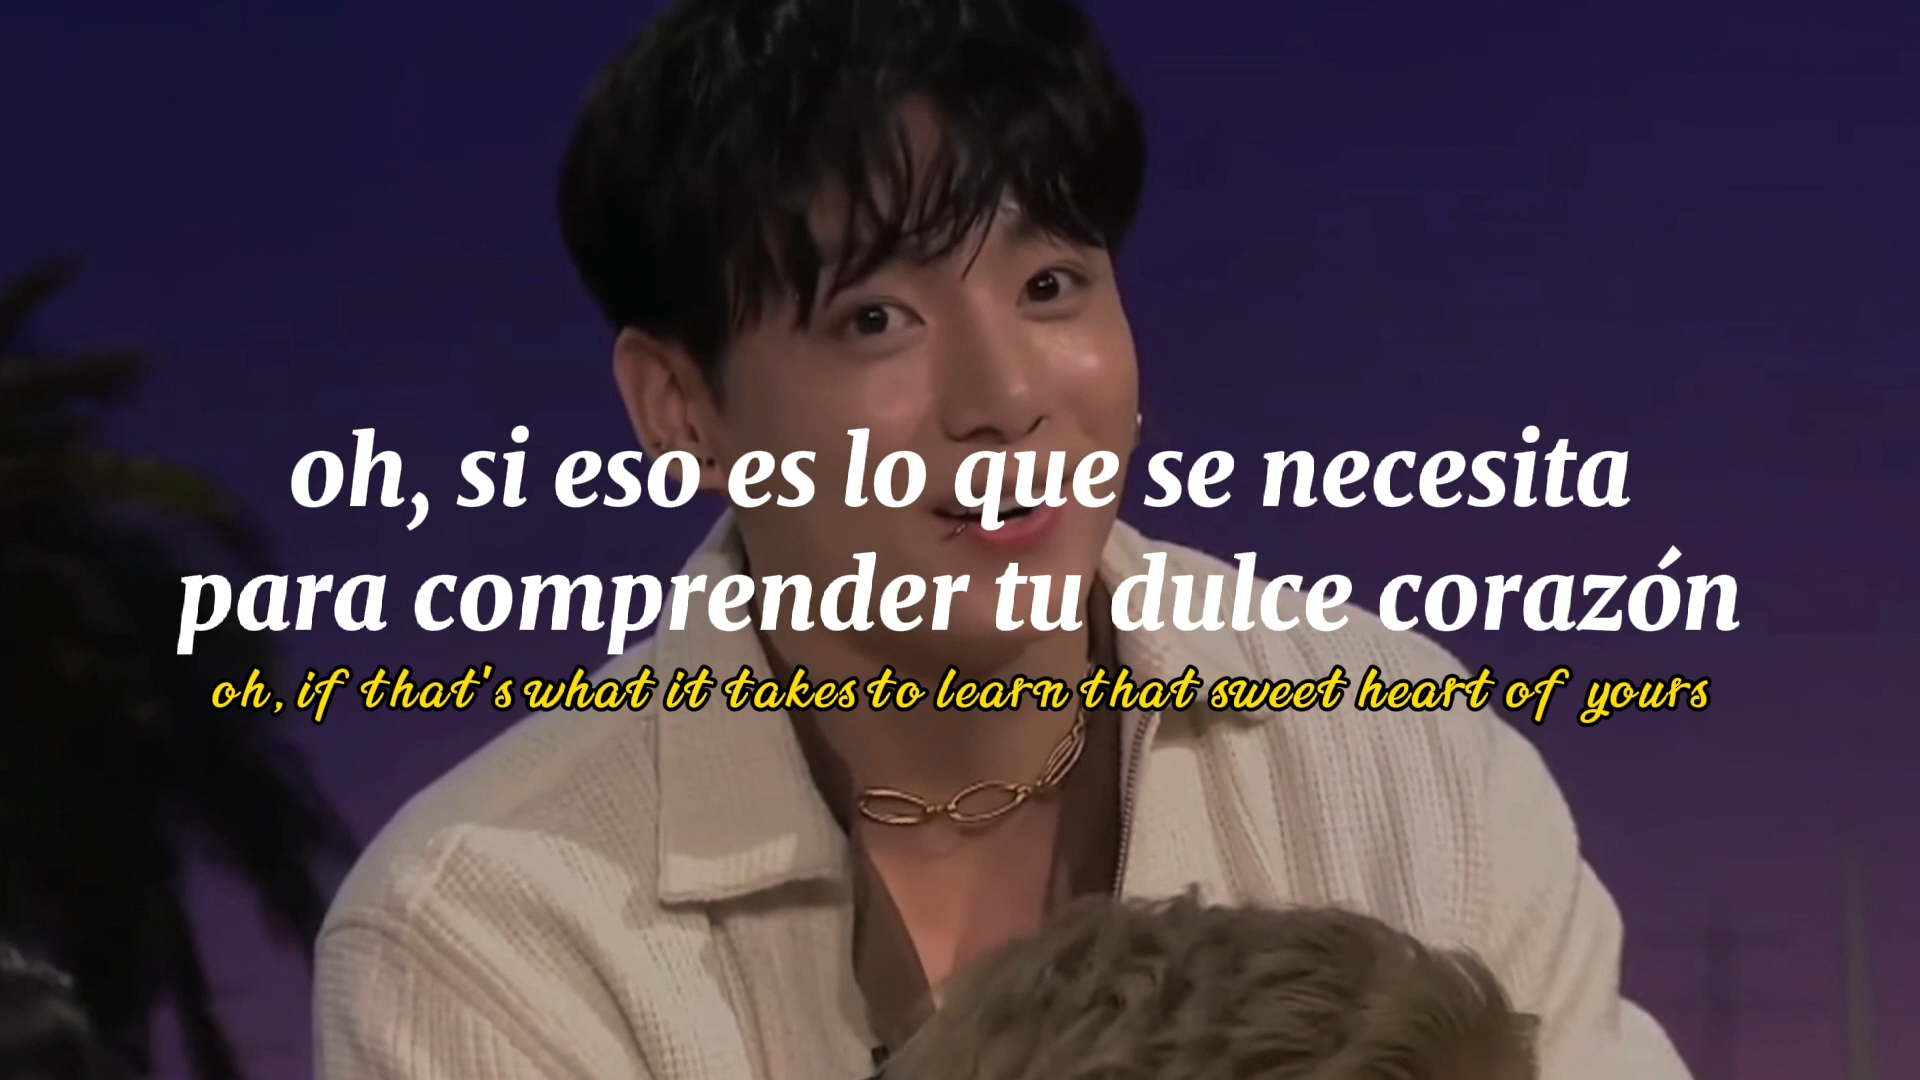 oh, si eso es lo que se necesita
para comprender tu dulce corazón
oh, if that's what it takes to learn that sweet heart of yours